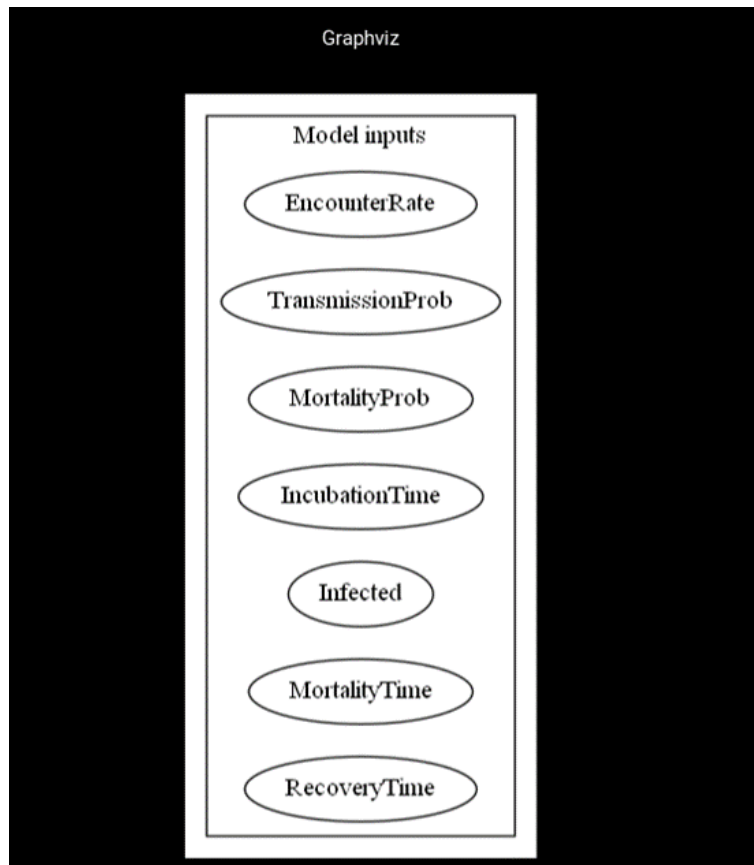 Graphviz
Model inputs
EncounterRate
TransmissionProb
MortalityProb
IncubationTime
Infected
MortalityTime
RecoveryTime